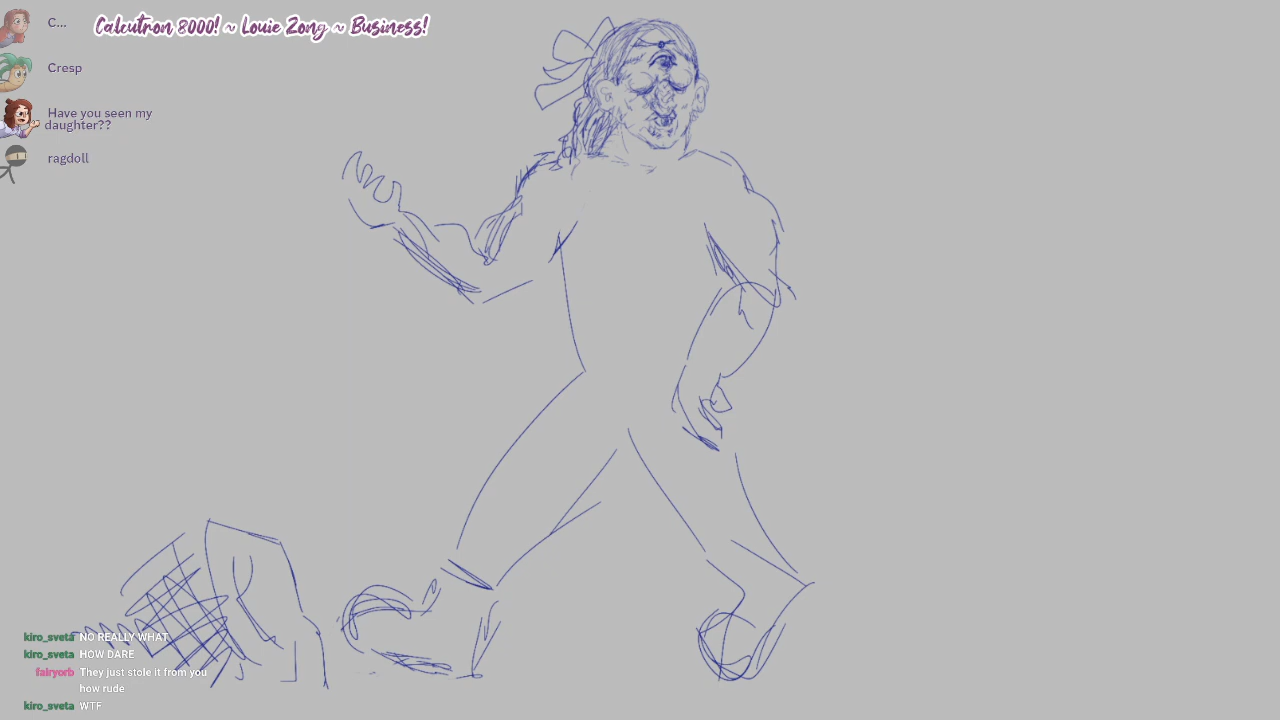 Calcutron 8000! ~ Louie Zong ~ Business!
C...
Cresp
Have you seen my
daughter??
ragdoll
kiro_sveta NO REALLY WHAT
kiro_sveta HOW DARE
fairyorb They just stole it from you
how rude
kiro_sveta WTF